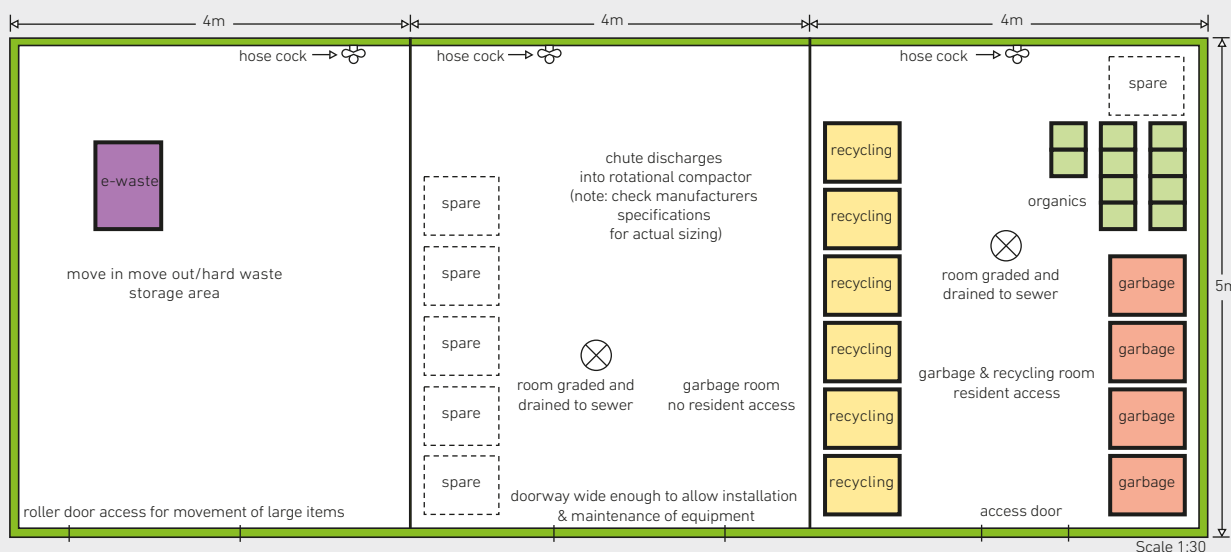 4m
4m
4m
hose cock
e-waste
move in move out/hard waste
storage area
roller door access for movement of large items
hose cock
chute discharges
into rotational compactor
(note: check manufacturers
specifications
for actual sizing)
spare
spare
spare
spare
spare
room graded and
drained to sewer
garbage room
no resident access
doorway wide enough to allow installation
& maintenance of equipment
hose cock
spare
recycling
recycling
recycling
recycling
recycling
recycling
organics
room graded and
drained to sewer
garbage & recycling room
resident access
garbage
garbage
garbage
garbage
access door
5m
Scale 1:30